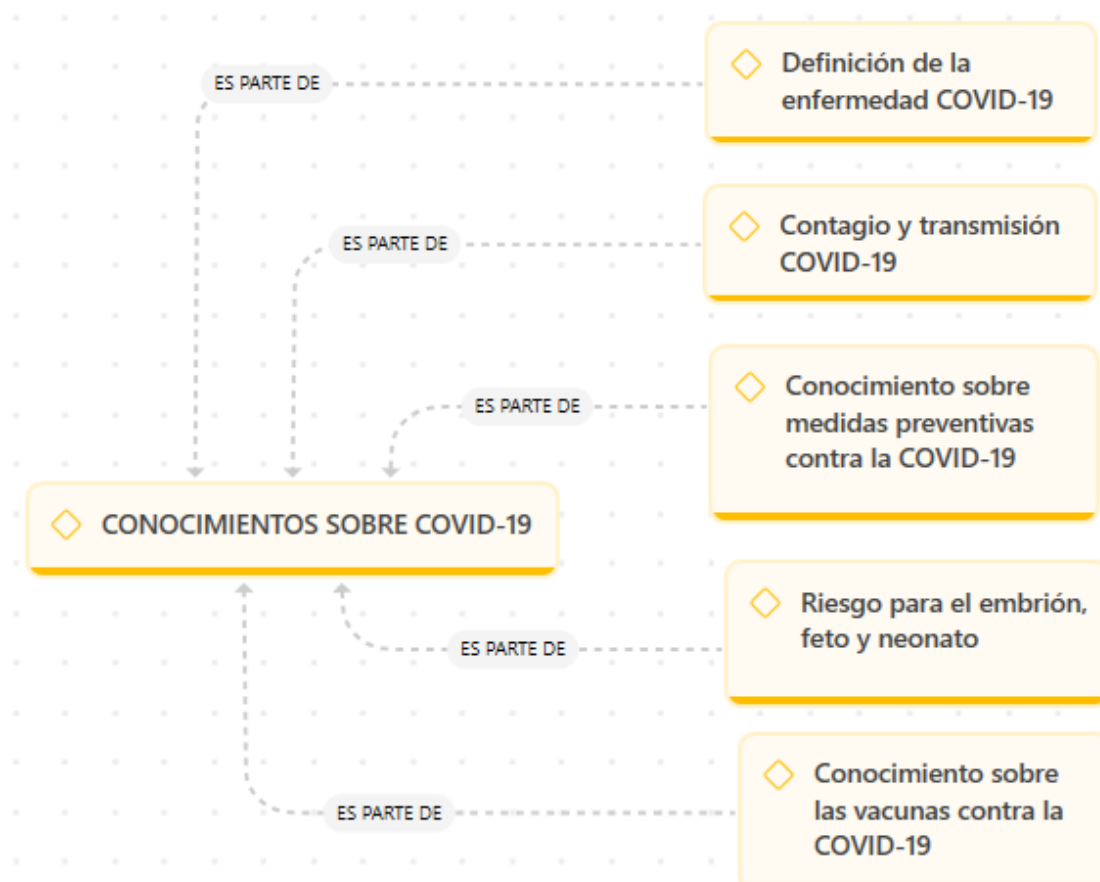 Definición de la
enfermedad COVID-19
ES PARTE DE
Contagio y transmisión
COVID-19
ES PARTE DE
Conocimiento sobre
medidas preventivas
contra la COVID-19
ES PARTE DE
CONOCIMIENTOS SOBRE COVID-19
Riesgo para el embrión,
feto y neonato
ES PARTE DE
Conocimiento sobre
las vacunas contra la
COVID-19
ES PARTE DE